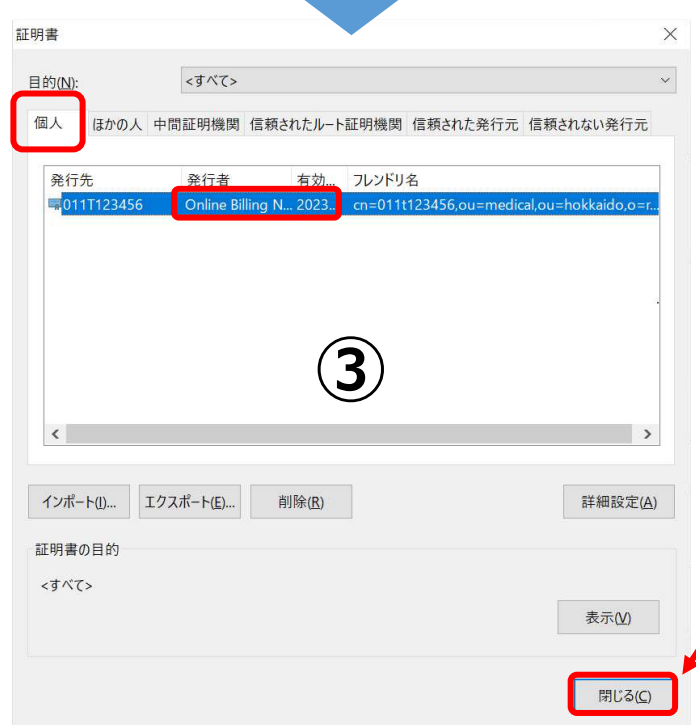 証明書
目的(N): <すべて>
個人 ほかの人 中間証明機関 信頼されたルート証明機関 信頼された発行元 信頼されない発行元
発行先 発行者 有効... フレンドリ名
011T123456 Online Billing N... 2023... cn=011t123456,ou=medical,ou=hokkaido,o=r...
③
インポート(I)... エクスポート(E)... 削除(R) 詳細設定(A)
証明書の目的
<すべて>
表示(V)
閉じる(C)